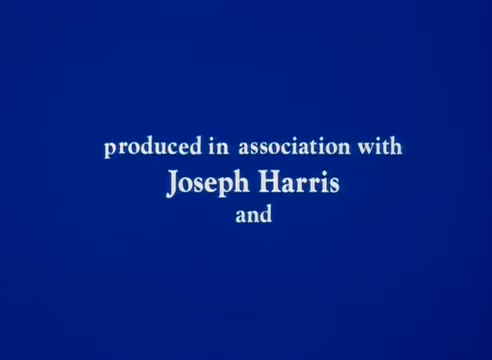 produced in association with
Joseph Harris
and